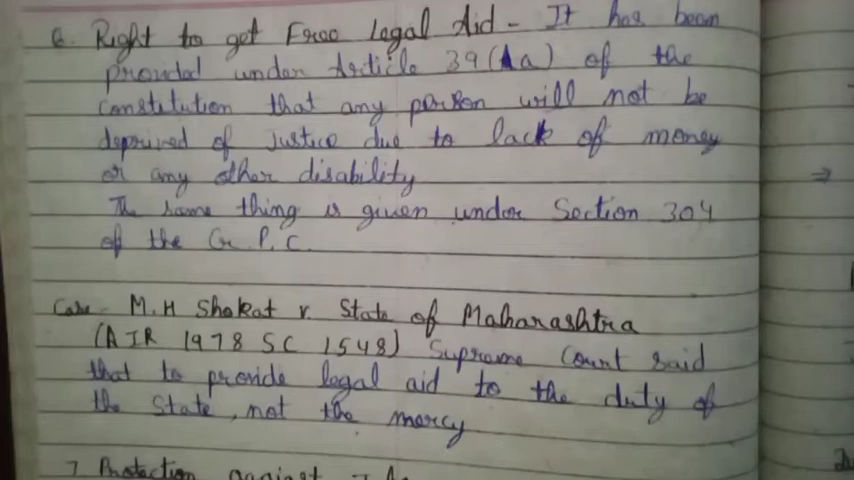 6. Right to get Free Legal Aid - It has been
provided under Article 39(Aa) of the
Constitution that any person will not be
deprived of justice due to lack of money
or any other disability
The same thing is given under Section 304
of the Cr. P. C.
Case - M.H Shokat v. State of Maharashtra
(AIR 1978 SC 1548) Supreme Court said
that to provide legal aid to the duty of
the State, not the mercy
7 Protection against